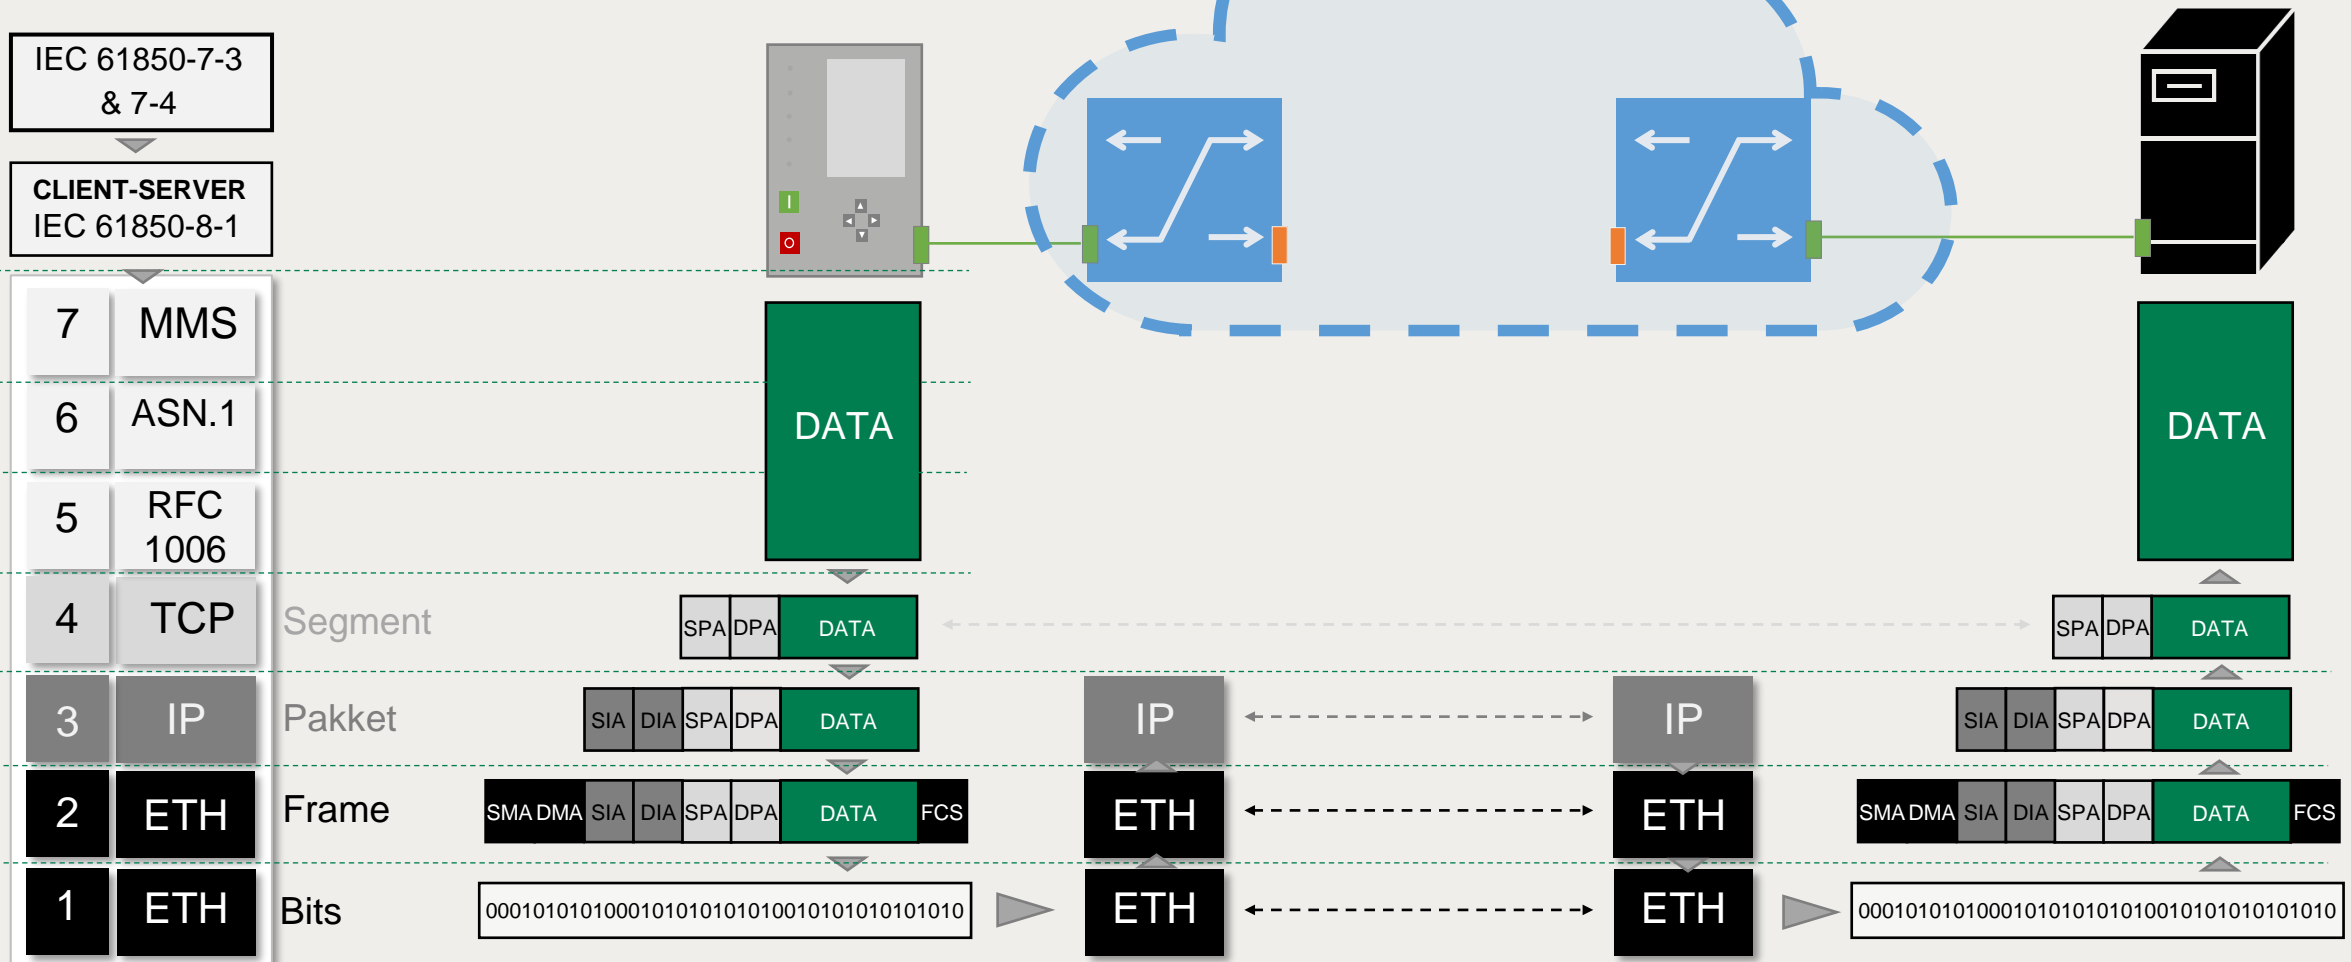 IEC 61850-7-3
& 7-4
CLIENT-SERVER
IEC 61850-8-1
7 MMS
6 ASN.1
5 RFC
1006
4 TCP Segment
3 IP Pakket
2 ETH Frame
1 ETH Bits
I
O
DATA
SPA DPA DATA
SIA DIA SPA DPA DATA
SMA DMA SIA DIA SPA DPA DATA FCS
0001010101000101010101010010101010101010
IP
ETH
ETH
IP
ETH
ETH
DATA
SPA DPA DATA
SIA DIA SPA DPA DATA
SMA DMA SIA DIA SPA DPA DATA FCS
0001010101000101010101010010101010101010